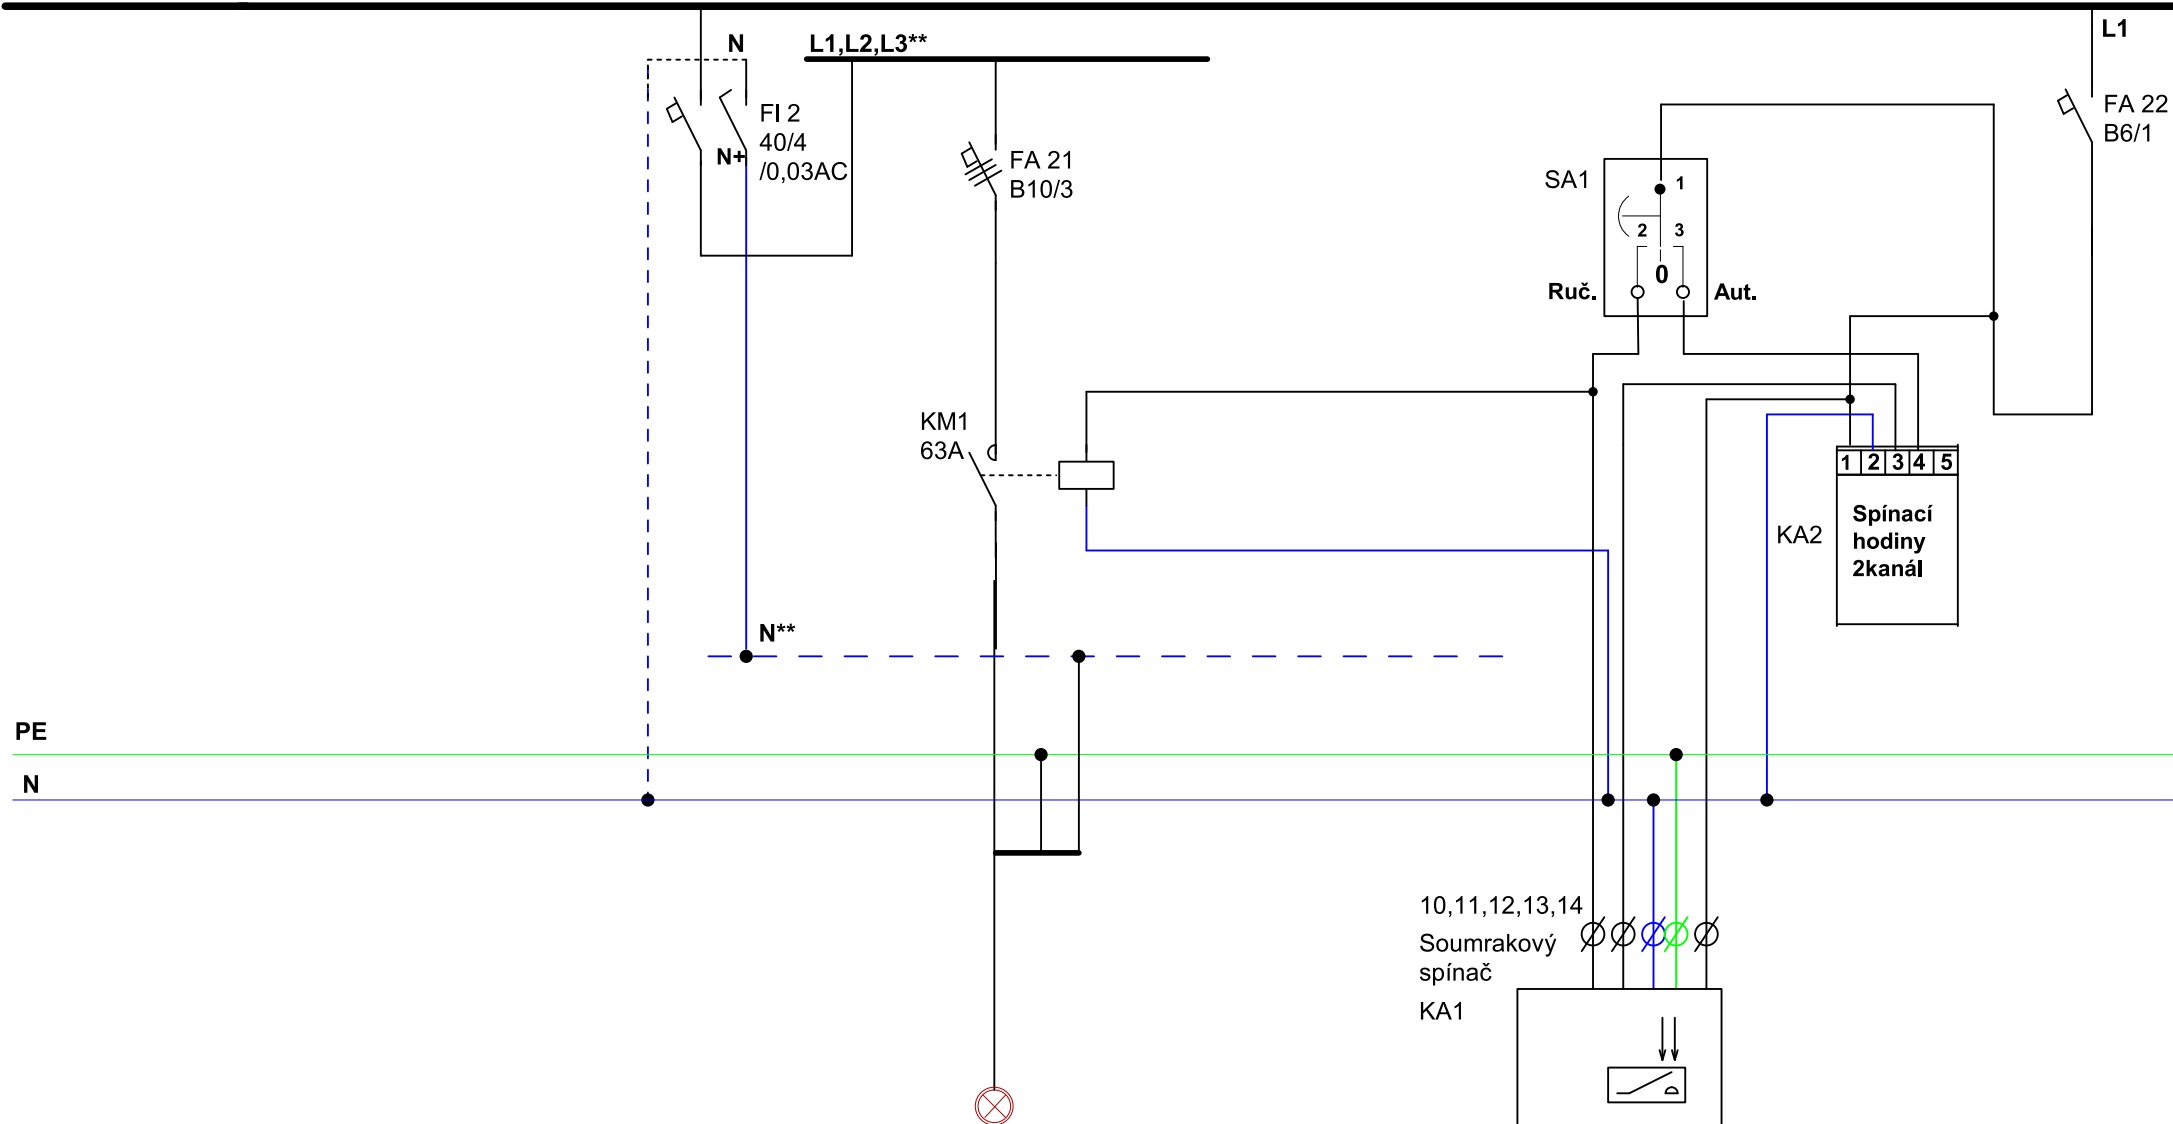 N
L1,L2,L3**
L1
FI 2
40/4
/0,03AC
N+
FA 21
B10/3
FA 22
B6/1
SA1
1
2
3
0
Ruč.
Aut.
KM1
63A
1 2 3 4 5
Spínací
hodiny
2kanál
KA2
N**
PE
N
10,11,12,13,14
Soumrakový
spínač
KA1